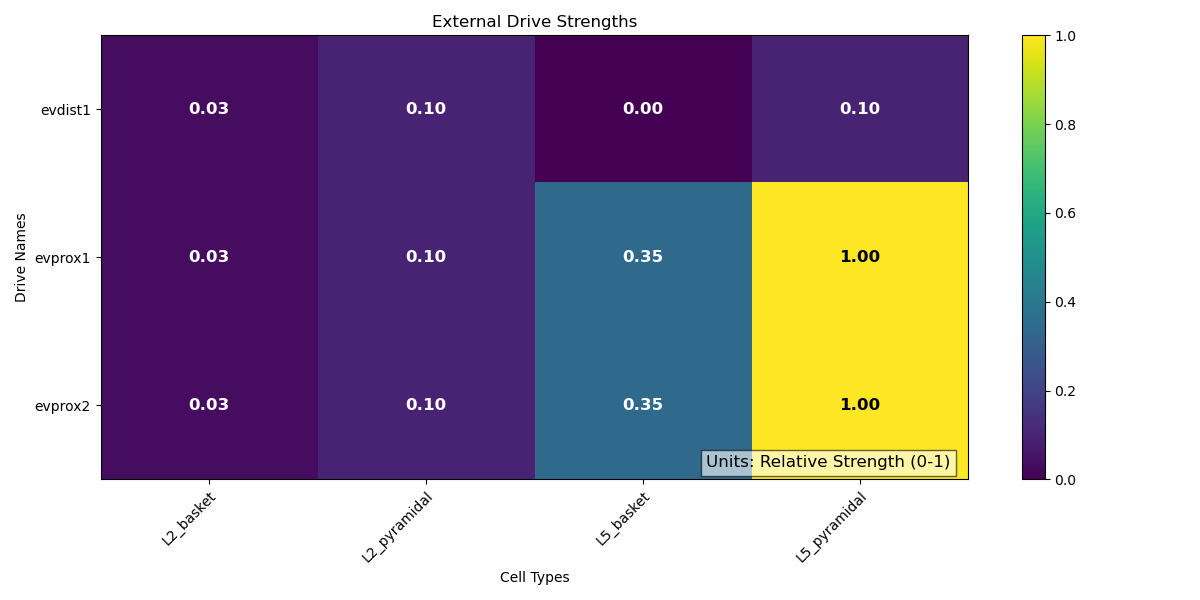 External Drive Strengths
1.0
0.8
0.6
0.4
0.2
0.0
Drive Names
evdist1
0.03
0.10
0.00
0.10
evprox1
0.03
0.10
0.35
1.00
evprox2
0.03
0.10
0.35
1.00
Units: Relative Strength (0-1)
L2_basket
L2_pyramidal
L5_basket
L5_pyramidal
Cell Types